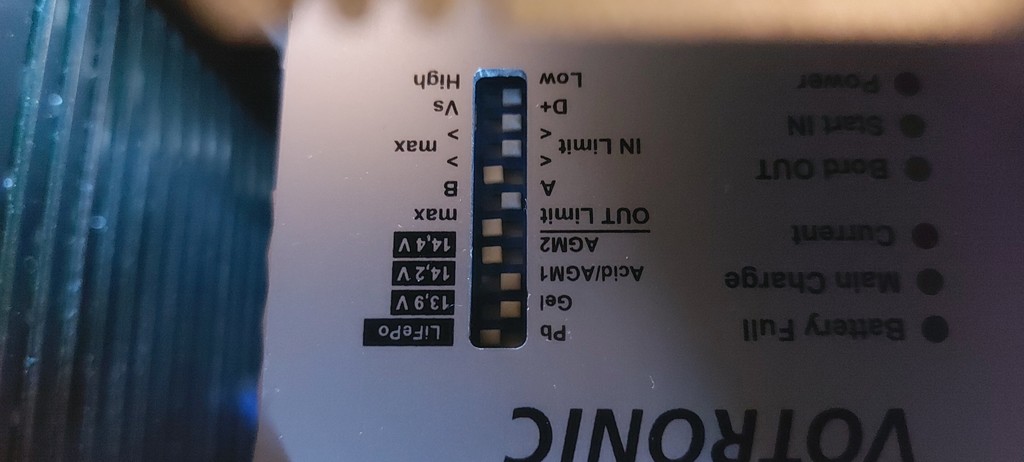 VOTRONIC
Battery Full
Pb
LiFePo
Gel
13,9 V
Main Charge
Acid/AGM1
14,2 V
Current
AGM2
14,4 V
OUT Limit
max
Bord OUT
A
B
>
<
IN Limit
max
Start IN
>
<
D+
Vs
Power
Low
High